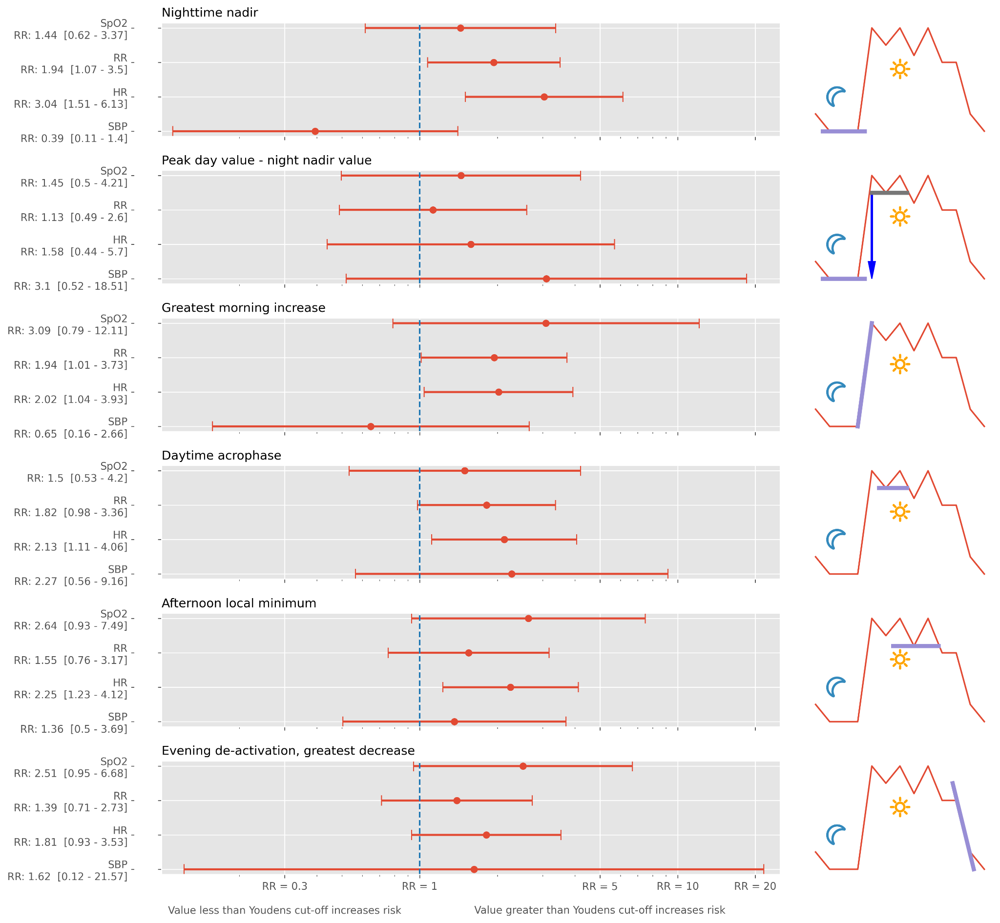 Nighttime nadir
SpO2
RR: 1.44 [0.62 - 3.37]
RR
RR: 1.94 [1.07 - 3.5]
HR
RR: 3.04 [1.51 - 6.13]
SBP
RR: 0.39 [0.11 - 1.4]
Peak day value - night nadir value
SpO2
RR: 1.45 [0.5 - 4.21]
RR
RR: 1.13 [0.49 - 2.6]
HR
RR: 1.58 [0.44 - 5.7]
SBP
RR: 3.1 [0.52 - 18.51]
Greatest morning increase
SpO2
RR: 3.09 [0.79 - 12.11]
RR
RR: 1.94 [1.01 - 3.73]
HR
RR: 2.02 [1.04 - 3.93]
SBP
RR: 0.65 [0.16 - 2.66]
Daytime acrophase
SpO2
RR: 1.5 [0.53 - 4.2]
RR
RR: 1.82 [0.98 - 3.36]
HR
RR: 2.13 [1.11 - 4.06]
SBP
RR: 2.27 [0.56 - 9.16]
Afternoon local minimum
SpO2
RR: 2.64 [0.93 - 7.49]
RR
RR: 1.55 [0.76 - 3.17]
HR
RR: 2.25 [1.23 - 4.12]
SBP
RR: 1.36 [0.5 - 3.69]
Evening de-activation, greatest decrease
SpO2
RR: 2.51 [0.95 - 6.68]
RR
RR: 1.39 [0.71 - 2.73]
HR
RR: 1.81 [0.93 - 3.53]
SBP
RR: 1.62 [0.12 - 21.57]
RR = 0.3 RR = 1 RR = 5 RR = 10 RR = 20
Value less than Youdens cut-off increases risk Value greater than Youdens cut-off increases risk